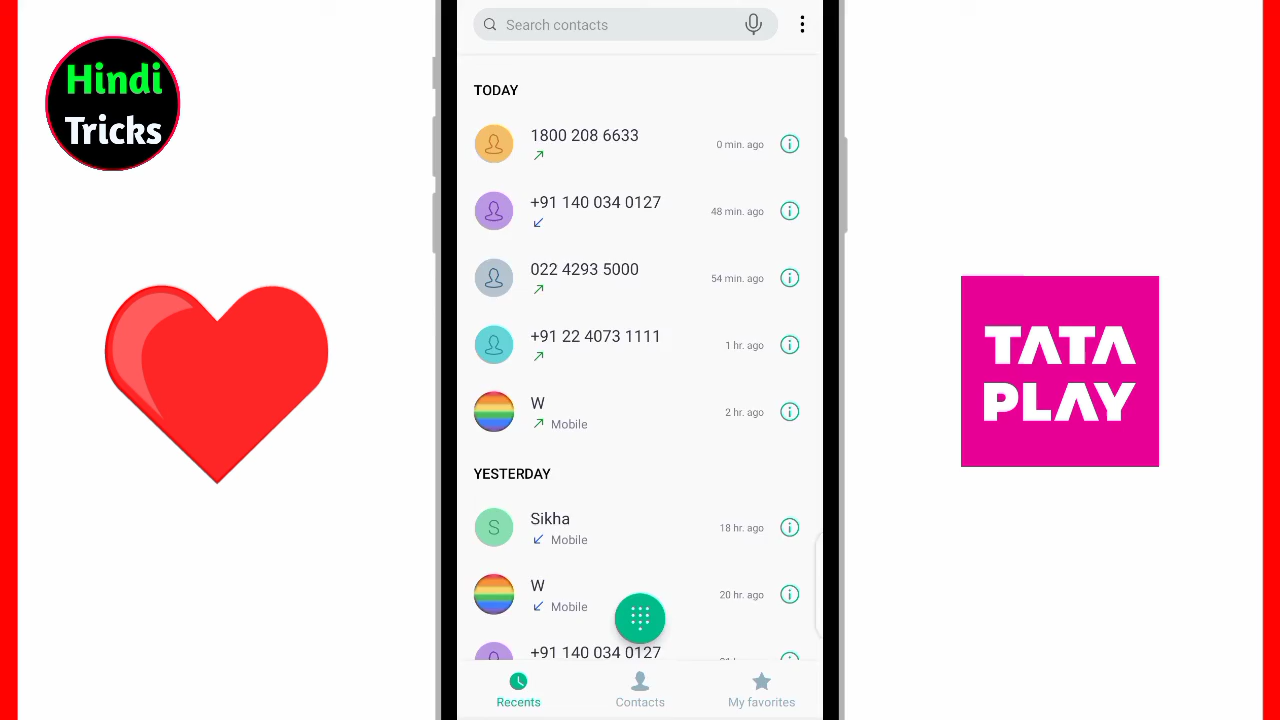 Hindi
Tricks
Search contacts
TODAY
1800 208 6633
0 min. ago
+91 140 034 0127
48 min. ago
022 4293 5000
54 min. ago
+91 22 4073 1111
1 hr. ago
W
Mobile
2 hr. ago
YESTERDAY
S
Sikha
Mobile
18 hr. ago
W
Mobile
20 hr. ago
+91 140 034 0127
Recents
Contacts
My favorites
TATA
PLAY